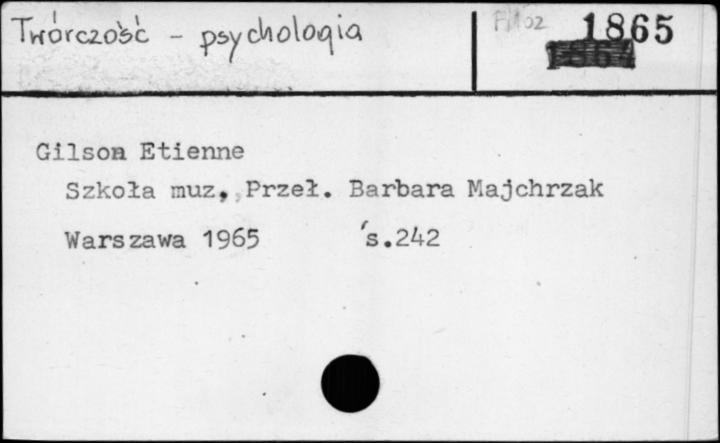 Twórczość - psychologia
1865
Gilson Etienne
Szkoła muz., Przeł. Barbara Majchrzak
Warszawa 1965 s.242